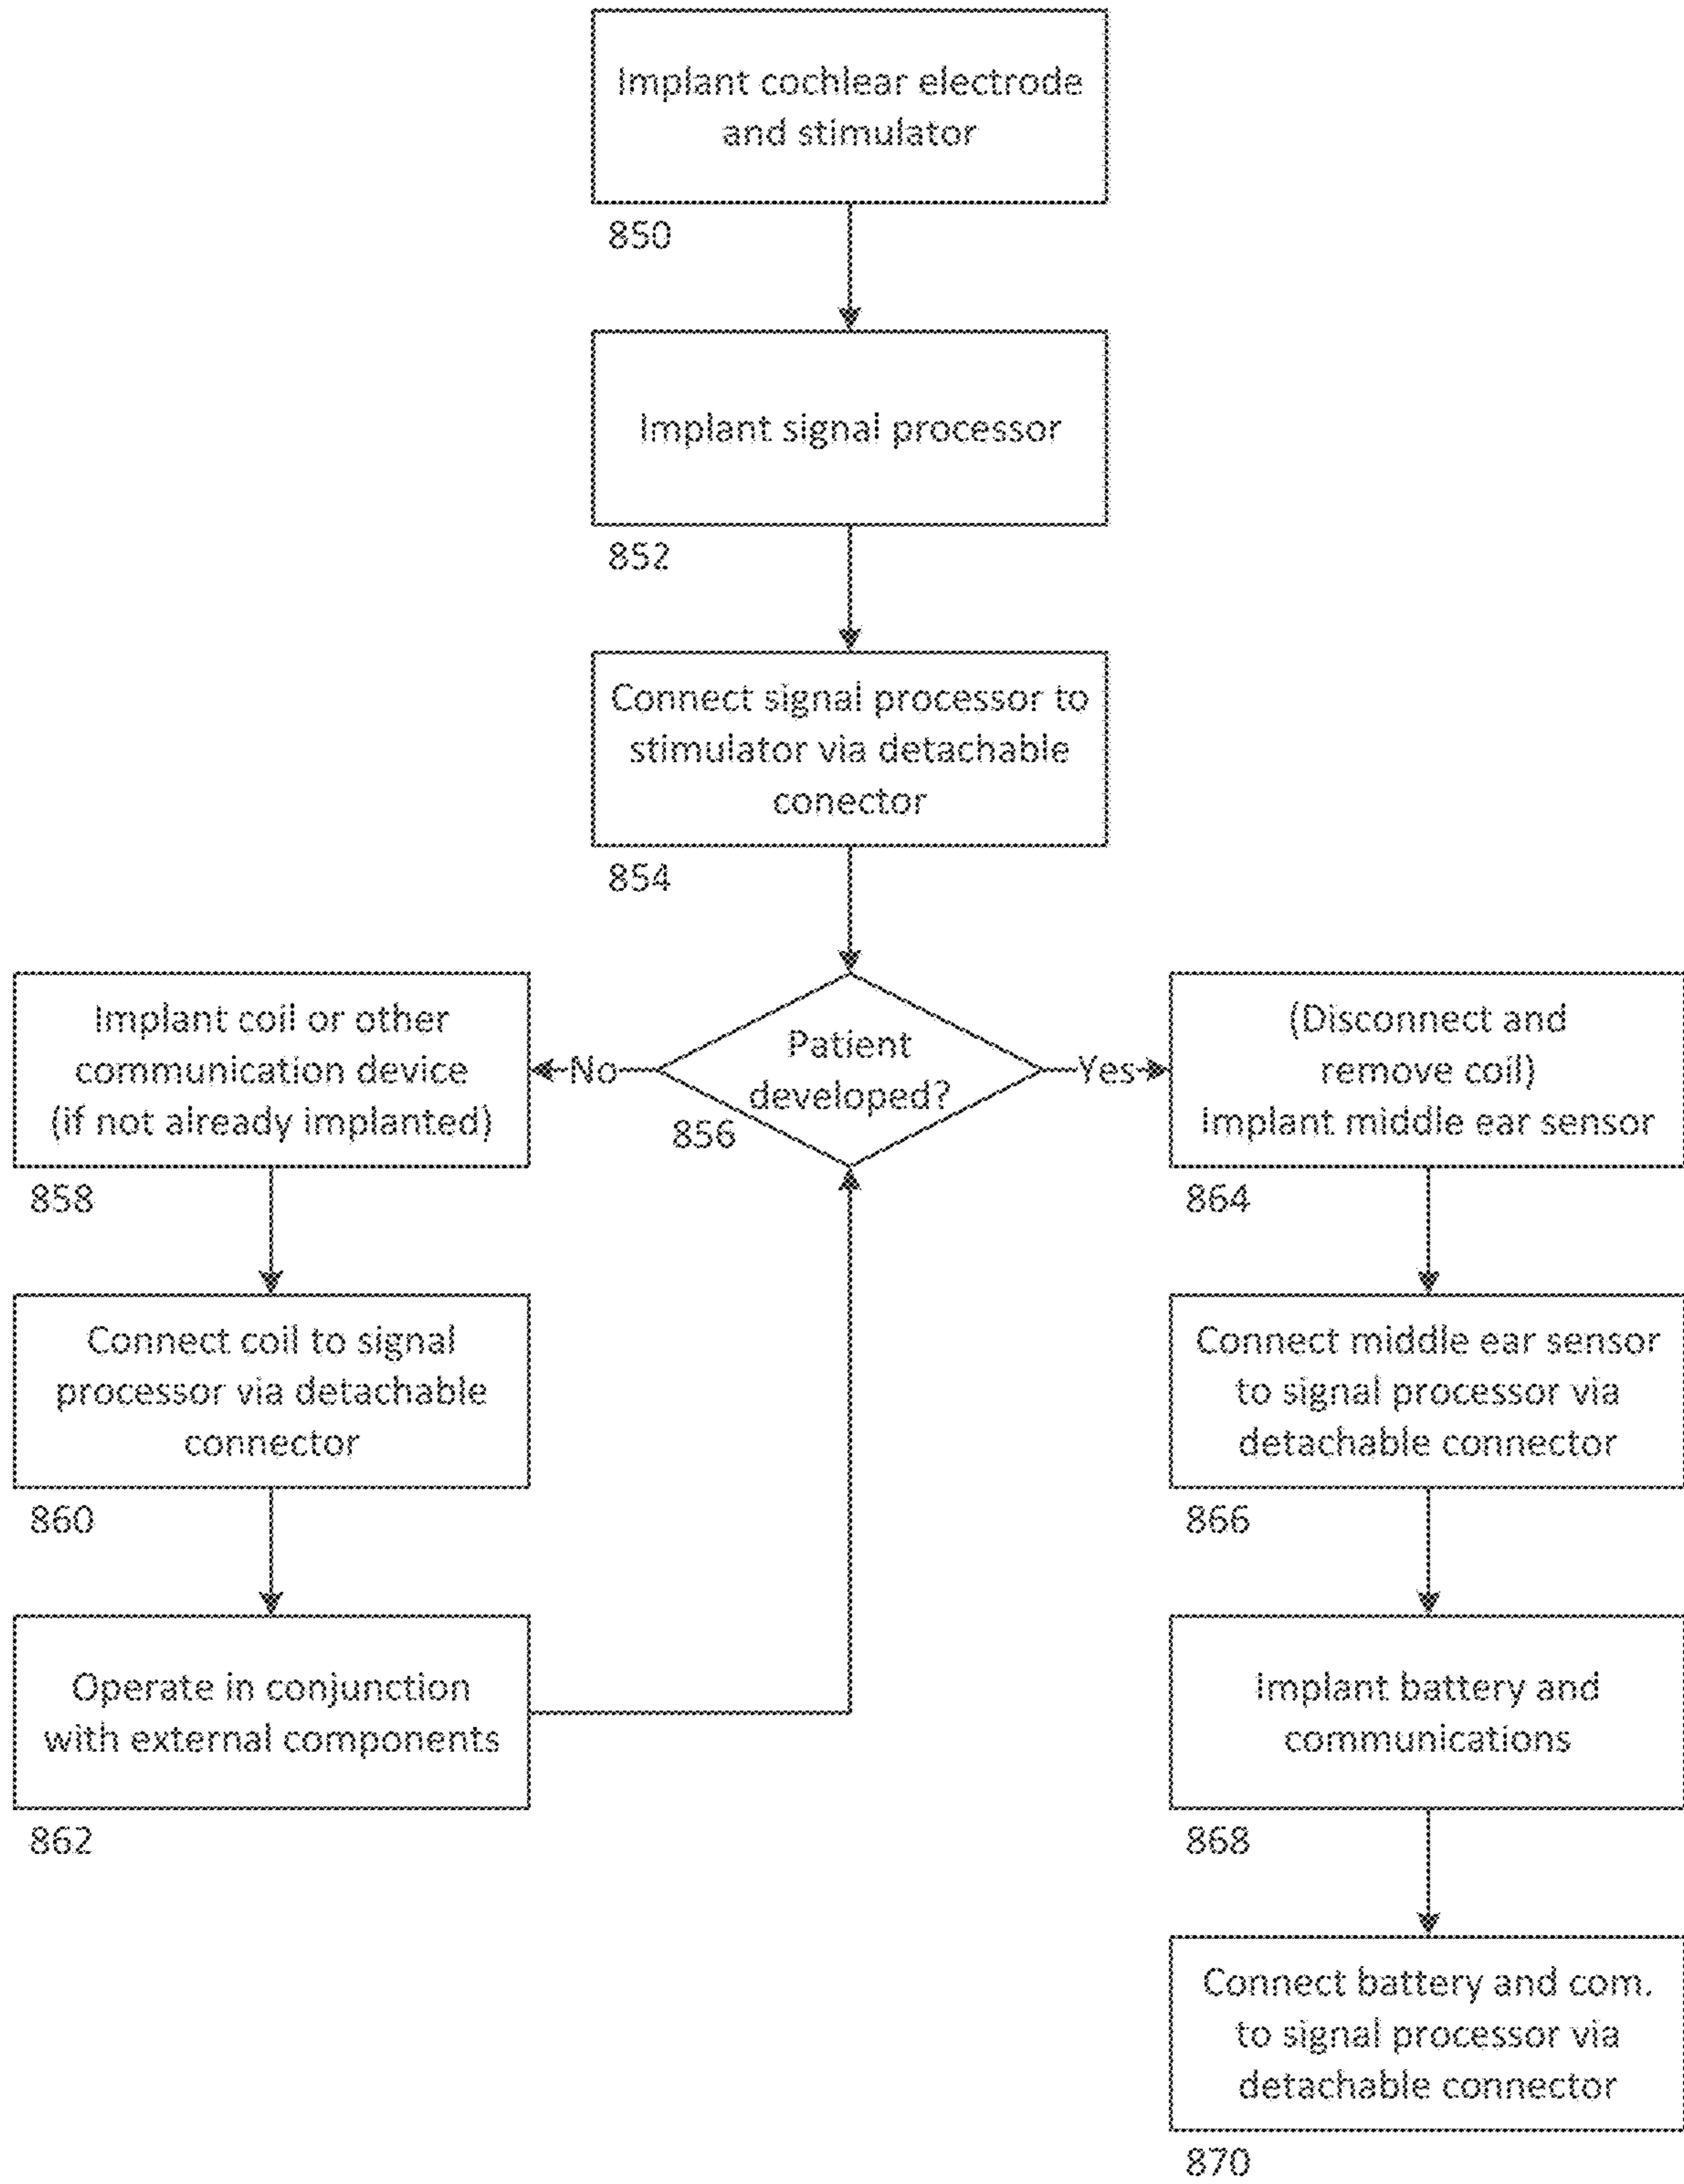 Implant cochlear electrode
and stimulator
850
Implant signal processor
852
Connect signal processor to
stimulator via detachable
conector
854
Patient
developed?
856
No
Yes
Implant coil or other
communication device
(if not already implanted)
858
Connect coil to signal
processor via detachable
connector
860
Operate in conjunction
with external components
862
(Disconnect and
remove coil)
Implant middle ear sensor
864
Connect middle ear sensor
to signal processor via
detachable connector
866
Implant battery and
communications
868
Connect battery and com.
to signal processor via
detachable connector
870